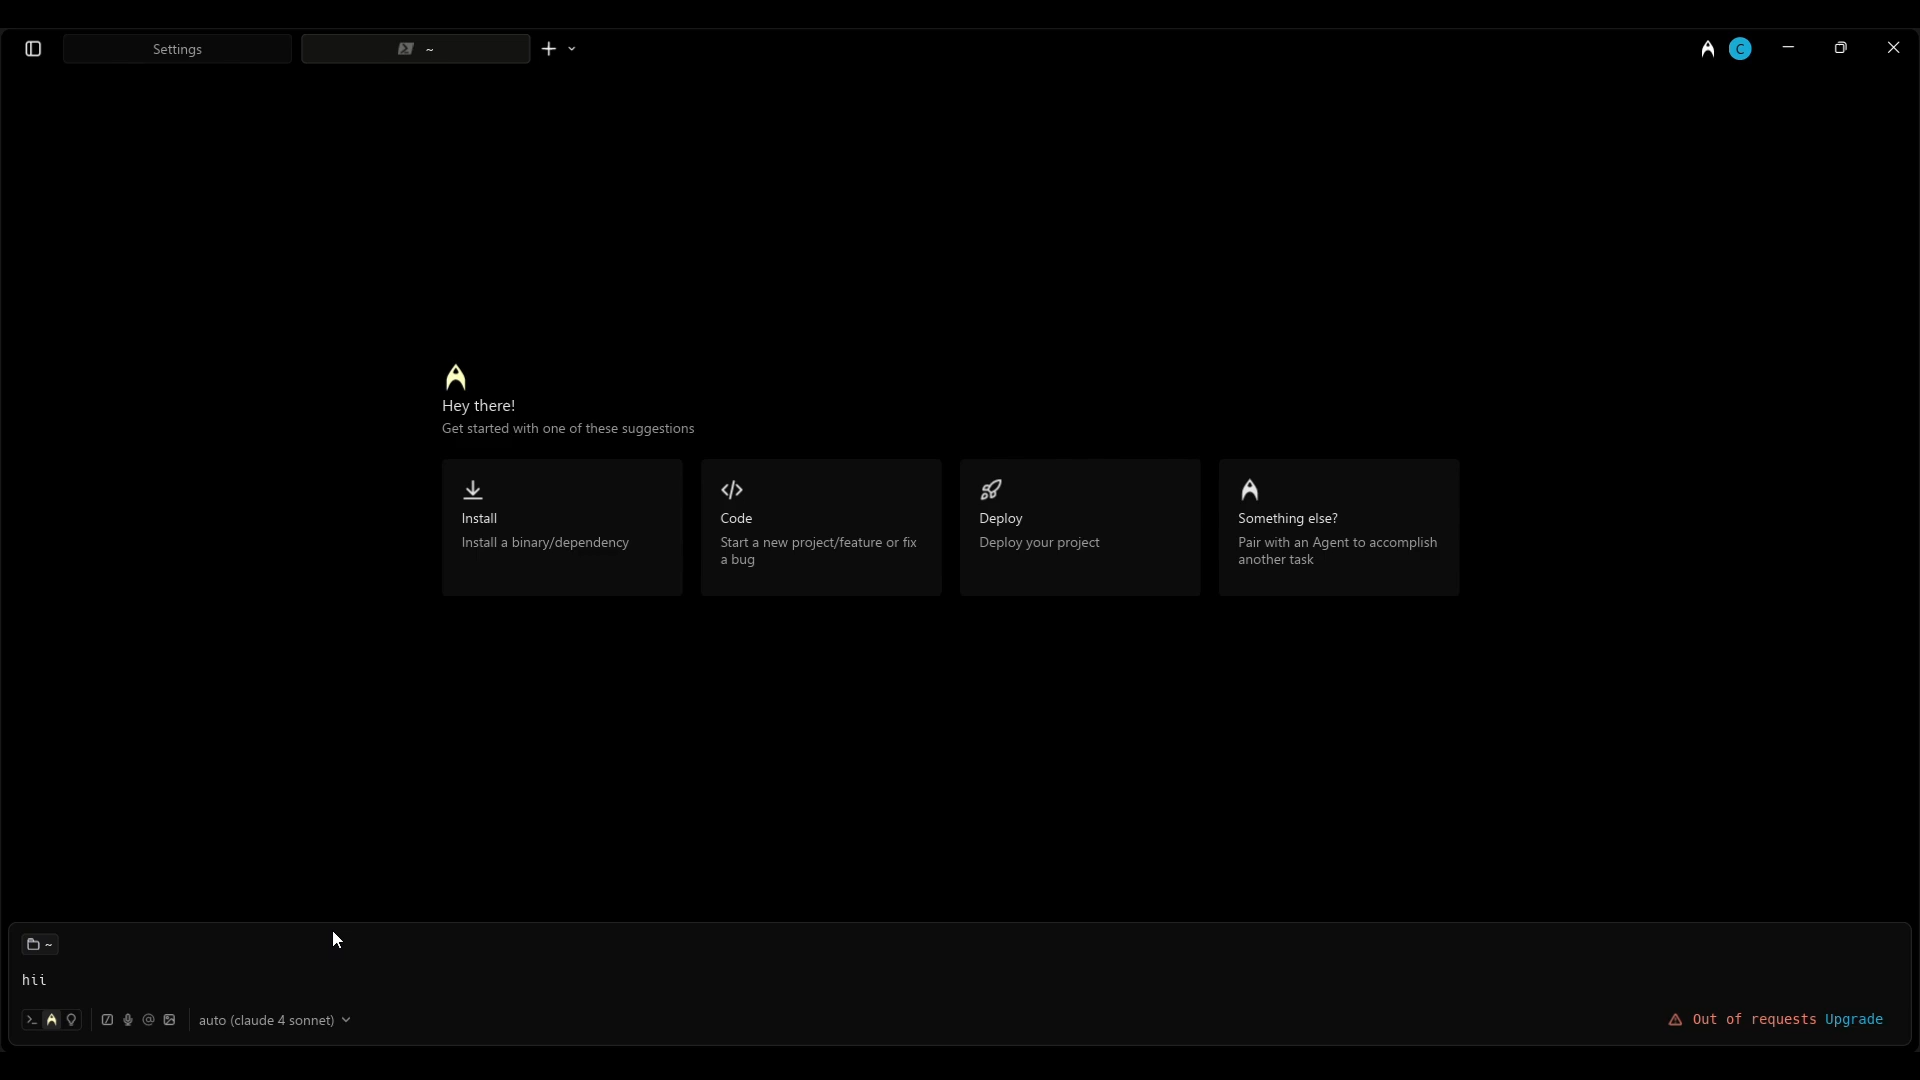 Settings
~
C
Hey there!
Get started with one of these suggestions
Install
Install a binary/dependency
Code
Start a new project/feature or fix
a bug
Deploy
Deploy your project
Something else?
Pair with an Agent to accomplish
another task
~
hii
auto (claude 4 sonnet)
Out of requests Upgrade